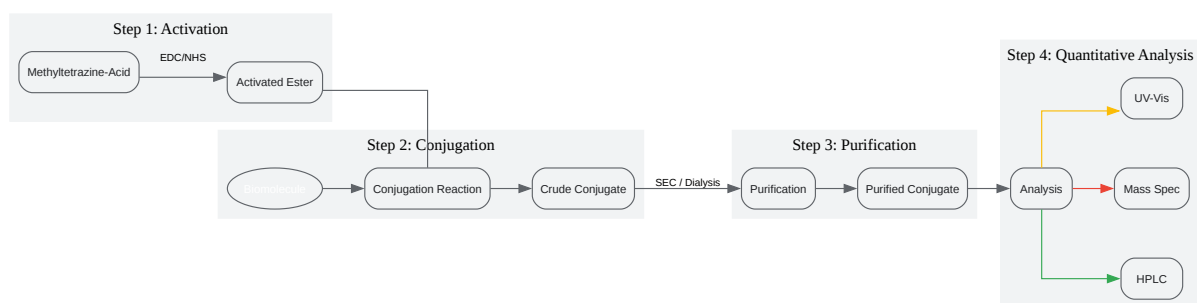 Step 1: Activation
Methyltetrazine-Acid
EDC/NHS
Activated Ester
Step 2: Conjugation
Biomolecule
Conjugation Reaction
Crude Conjugate
SEC / Dialysis
Step 3: Purification
Purification
Purified Conjugate
Step 4: Quantitative Analysis
Analysis
UV-Vis
Mass Spec
HPLC